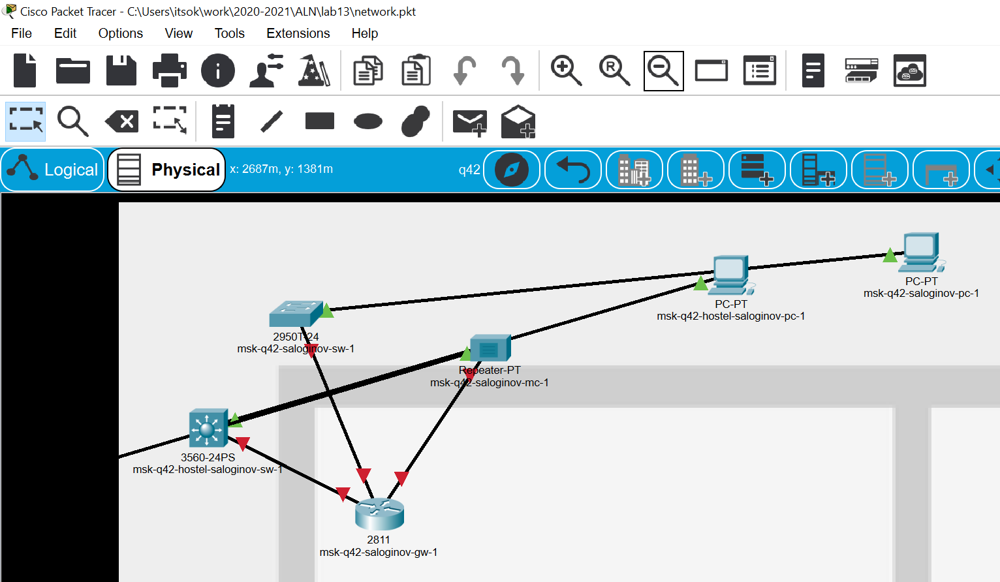 Cisco Packet Tracer - C:\Users\itsok\work\2020-2021\ALN\lab13\network.pkt
File Edit Options View Tools Extensions Help
R
Logical Physical x: 2687m, y: 1381m q42
PC-PT
msk-q42-saloginov-pc-1
PC-PT
msk-q42-hostel-saloginov-pc-1
2950T-24
msk-q42-saloginov-sw-1
Repeater-PT
msk-q42-saloginov-mc-1
3560-24PS
msk-q42-hostel-saloginov-sw-1
2811
msk-q42-saloginov-gw-1